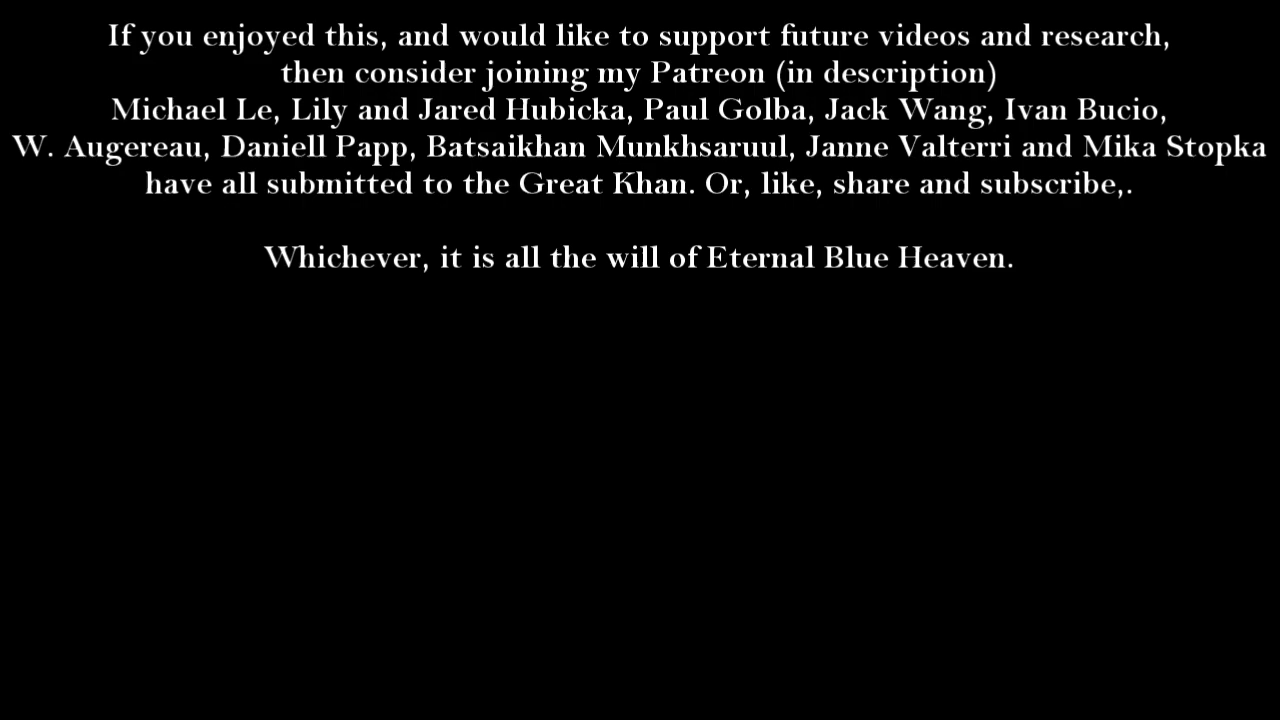 If you enjoyed this, and would like to support future videos and research,
then consider joining my Patreon (in description)
Michael Le, Lily and Jared Hubicka, Paul Golba, Jack Wang, Ivan Bucio,
W. Augereau, Daniell Papp, Batsaikhan Munkhsaruul, Janne Valterri and Mika Stopka
have all submitted to the Great Khan. Or, like, share and subscribe,.
Whichever, it is all the will of Eternal Blue Heaven.